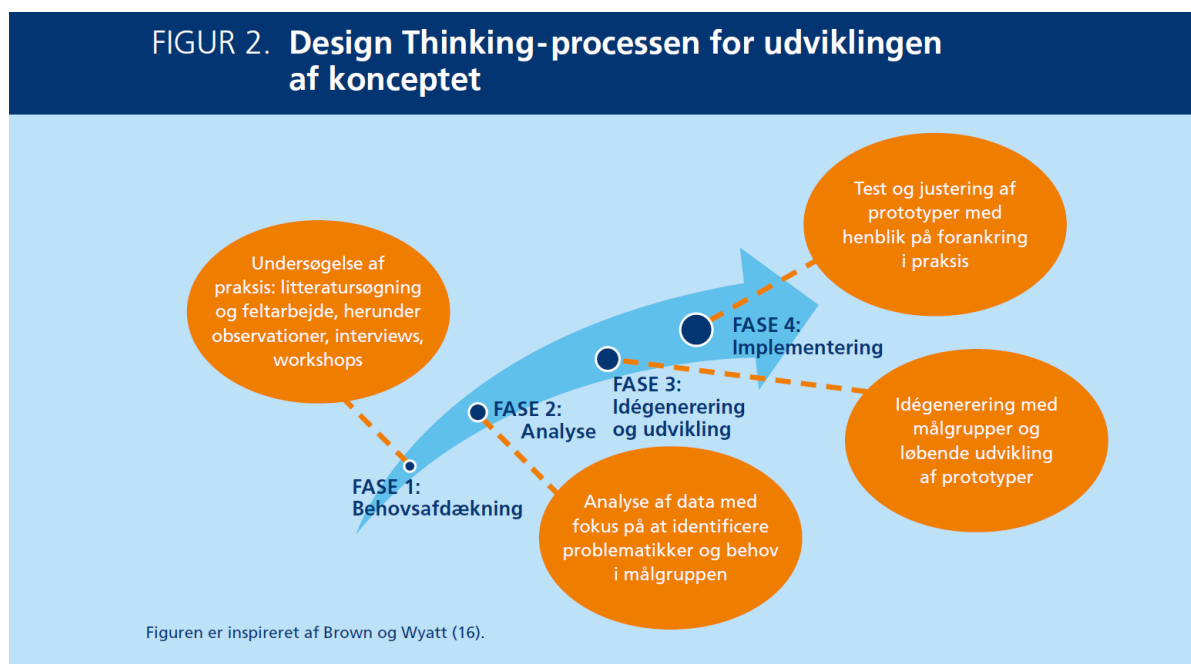 FIGUR 2. Design Thinking-processen for udviklingen
af konceptet
Undersøgelse af
praksis: litteratursøgning
og feltarbejde, herunder
observationer, interviews,
workshops
FASE 1:
Behovsafdækning
FASE 2:
Analyse
Analyse af data med
fokus på at identificere
problematikker og behov
i målgruppen
FASE 3:
Idégenerering
og udvikling
Idégenerering med
målgrupper og
løbende udvikling
af prototyper
FASE 4:
Implementering
Test og justering af
prototyper med
henblik på forankring
i praksis
Figuren er inspireret af Brown og Wyatt (16).